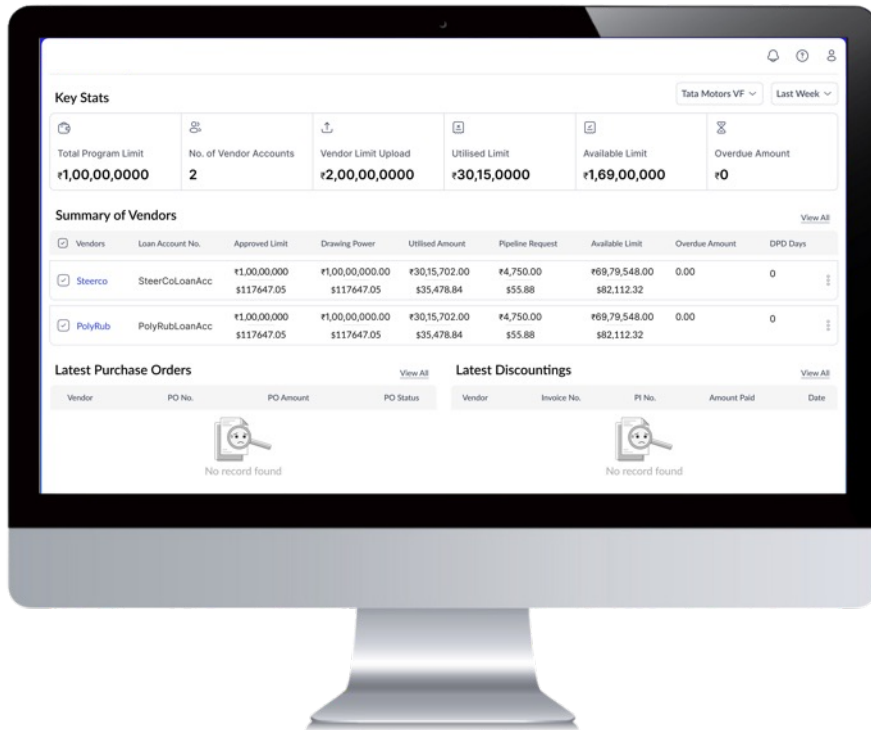 Key Stats
Tata Motors VF
Last Week
Total Program Limit
No. of Vendor Accounts
Vendor Limit Upload
Utilised Limit
Available Limit
Overdue Amount
₹1,00,00,0000
2
₹2,00,00,0000
₹30,15,0000
₹1,69,00,000
₹0
Summary of Vendors
View All
Vendors Loan Account No. Approved Limit Drawing Power Utilised Amount Pipeline Request Available Limit Overdue Amount DPD Days
Steerco SteerCoLoanAcc ₹1,00,00,000 ₹1,00,00,000.00 ₹30,15,702.00 ₹4,750.00 ₹69,79,548.00 0.00 0
$117647.05 $117647.05 $35,478.84 $55.88 $82,112.32
PolyRub PolyRubLoanAcc ₹1,00,00,000 ₹1,00,00,000.00 ₹30,15,702.00 ₹4,750.00 ₹69,79,548.00 0.00 0
$117647.05 $117647.05 $35,478.84 $55.88 $82,112.32
Latest Purchase Orders
View All
Vendor PO No. PO Amount PO Status
No record found
Latest Discountings
View All
Vendor Invoice No. PI No. Amount Paid Date
No record found